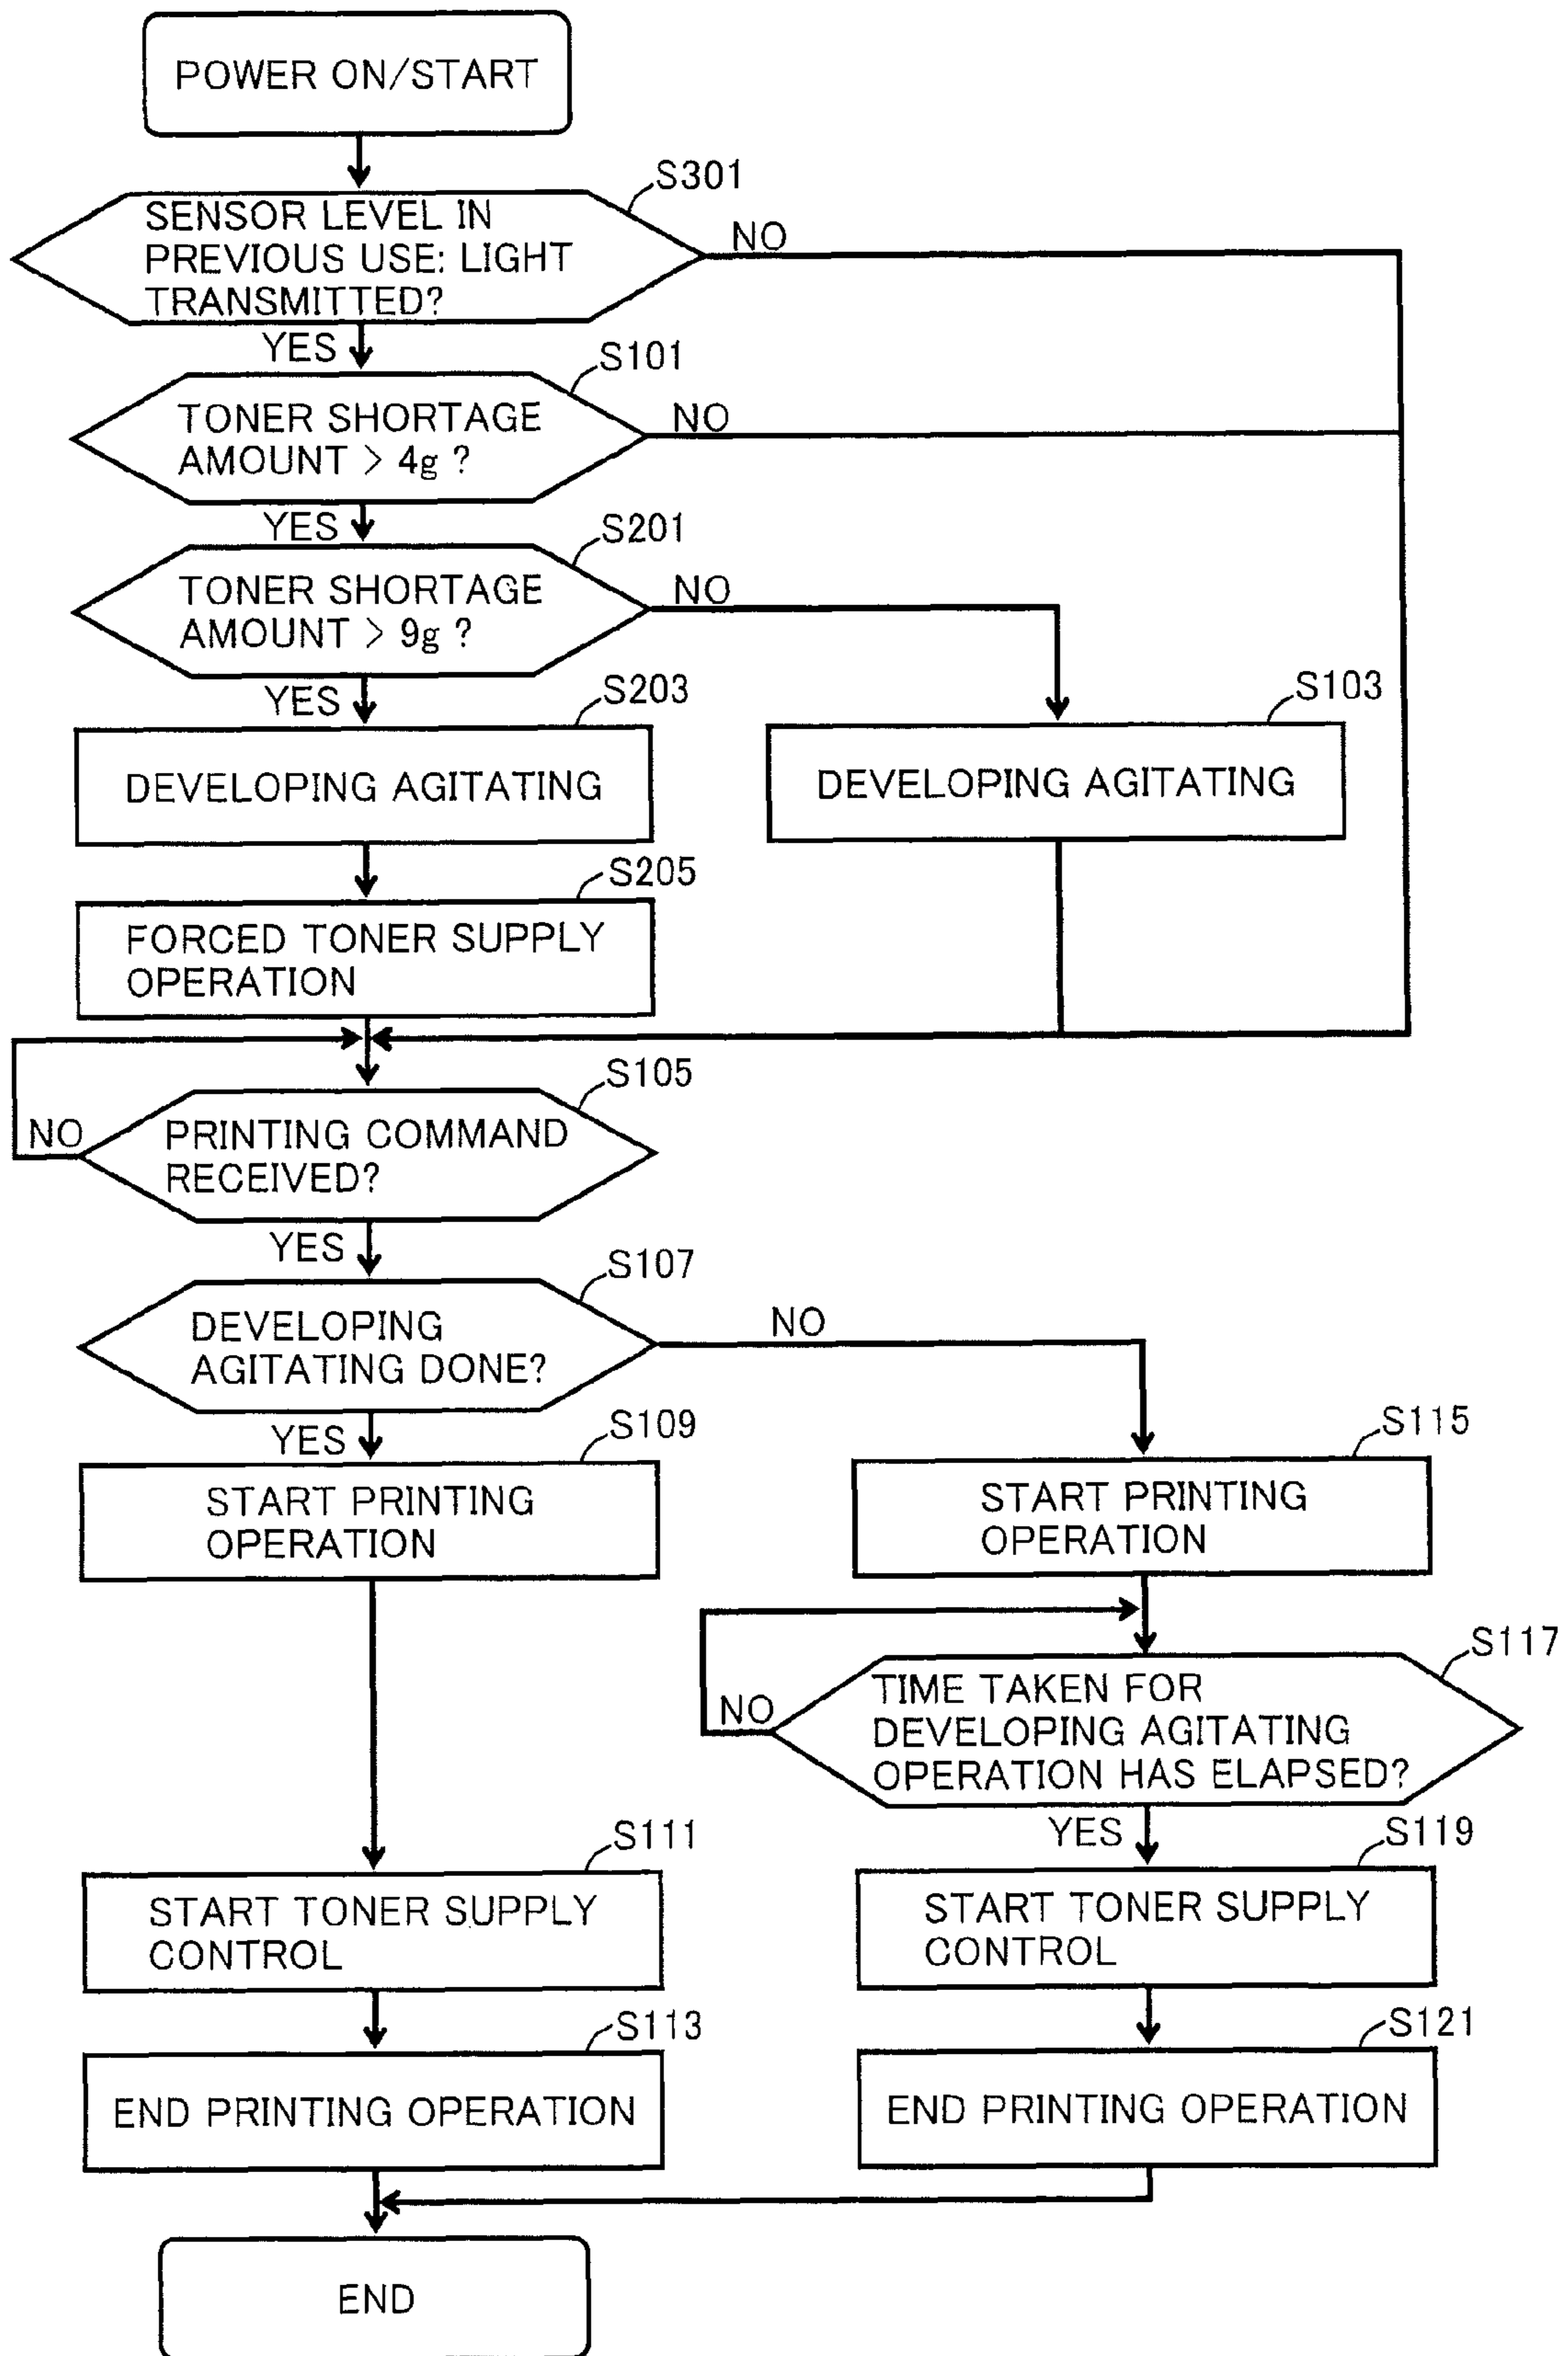 POWER ON/START
S301
SENSOR LEVEL IN
PREVIOUS USE: LIGHT
TRANSMITTED?
NO
YES
S101
TONER SHORTAGE
AMOUNT > 4g ?
NO
YES
S201
TONER SHORTAGE
AMOUNT > 9g ?
NO
YES
S203
DEVELOPING AGITATING
S103
DEVELOPING AGITATING
S205
FORCED TONER SUPPLY
OPERATION
S105
PRINTING COMMAND
RECEIVED?
NO
YES
S107
DEVELOPING
AGITATING DONE?
NO
YES
S109
START PRINTING
OPERATION
S115
START PRINTING
OPERATION
S117
TIME TAKEN FOR
DEVELOPING AGITATING
OPERATION HAS ELAPSED?
NO
YES
S111
START TONER SUPPLY
CONTROL
S119
START TONER SUPPLY
CONTROL
S113
END PRINTING OPERATION
S121
END PRINTING OPERATION
END